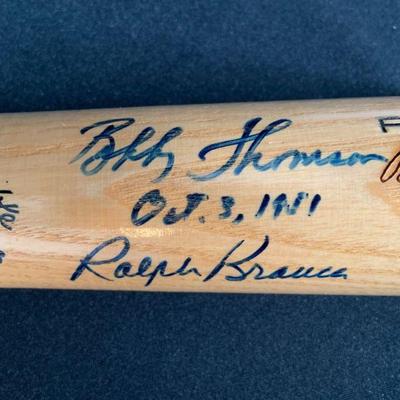 Bobby Thomson
Oct. 3, 1951
Ralph Branca